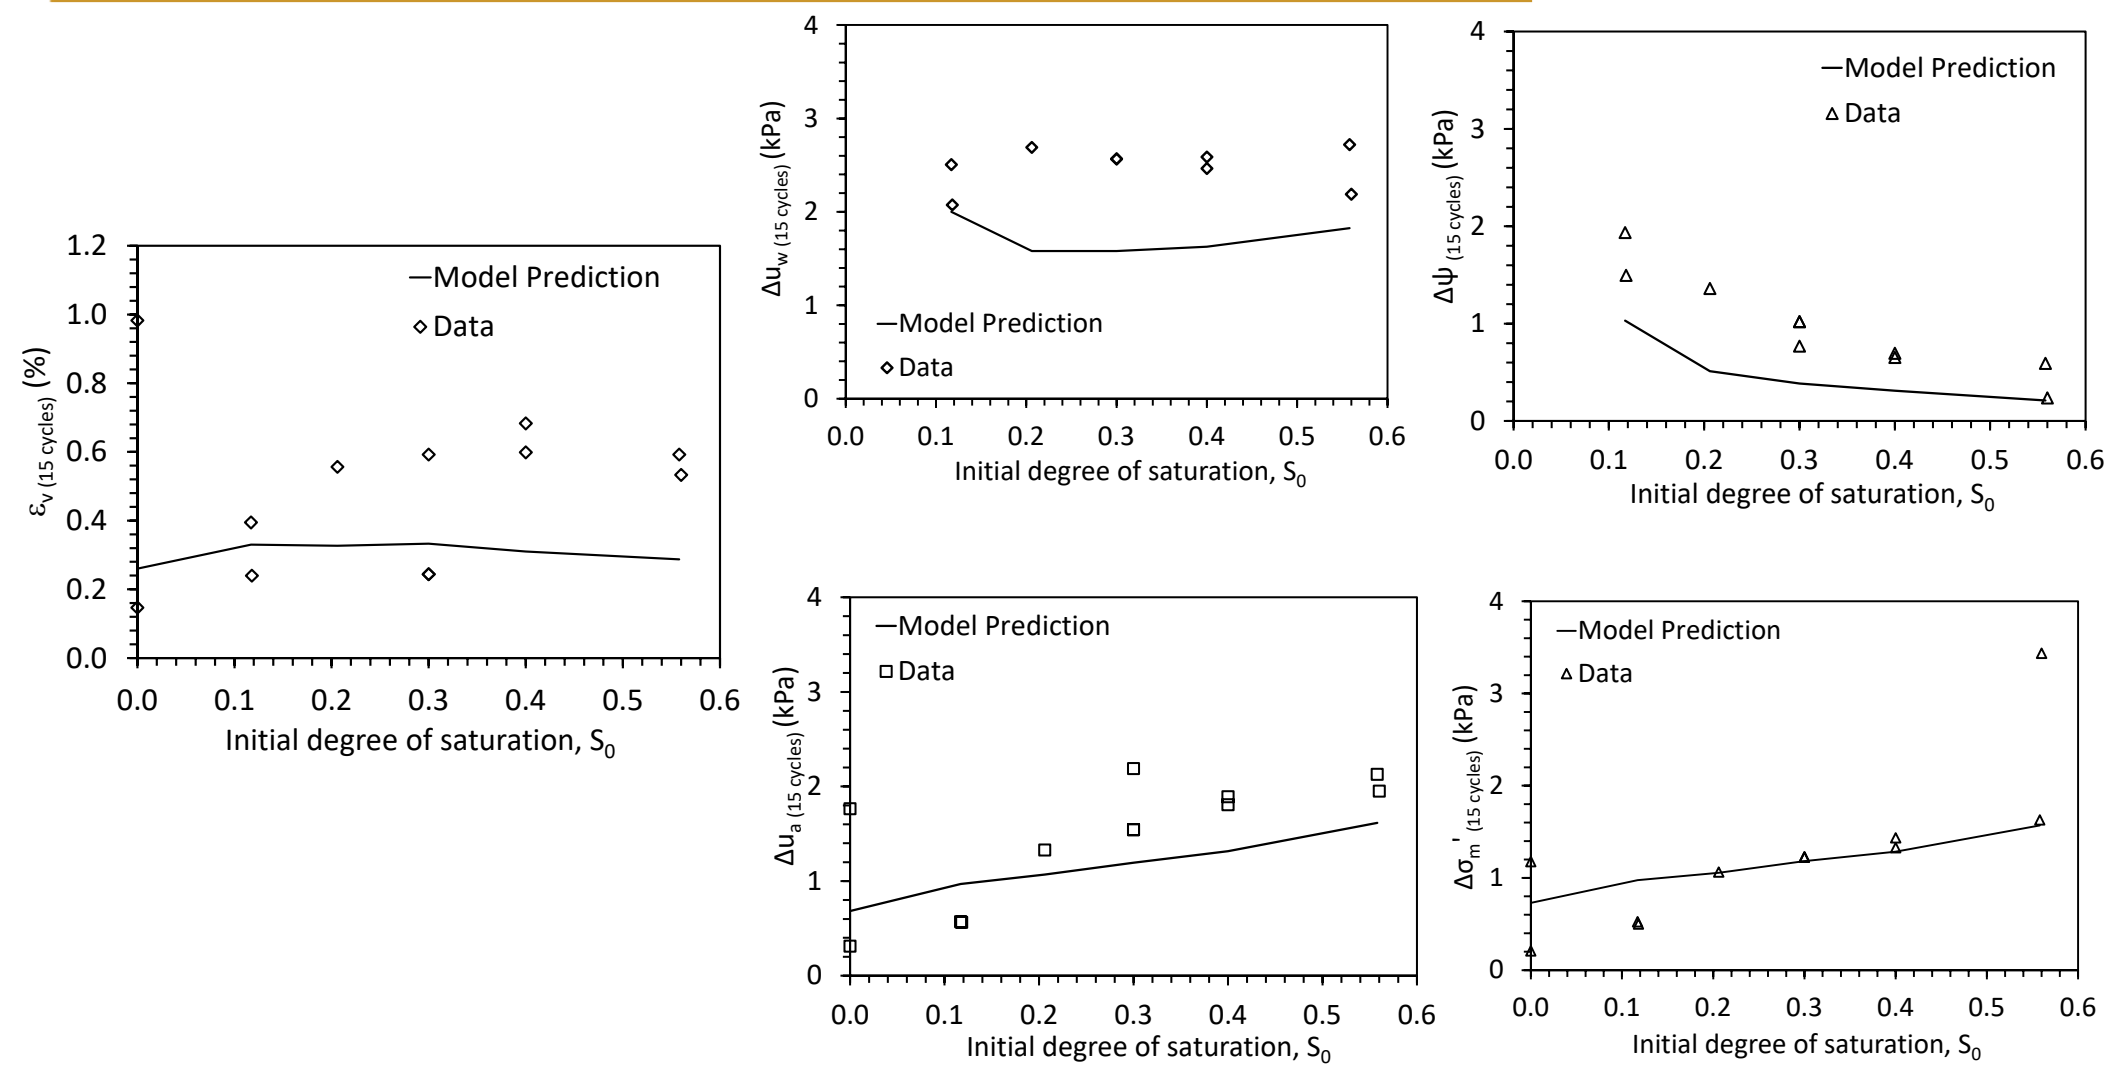 1.2
1.0
0.8
0.6
0.4
0.2
0.0
0.0 0.1 0.2 0.3 0.4 0.5 0.6
εv (15 cycles) (%)
Initial degree of saturation, S0
Model Prediction
Data
4
3
2
1
0
0.0 0.1 0.2 0.3 0.4 0.5 0.6
Δuw (15 cycles) (kPa)
Initial degree of saturation, S0
Model Prediction
Data
4
3
2
1
0
0.0 0.1 0.2 0.3 0.4 0.5 0.6
Δψ (15 cycles) (kPa)
Initial degree of saturation, S0
Model Prediction
Data
4
3
2
1
0
0.0 0.1 0.2 0.3 0.4 0.5 0.6
Δua (15 cycles) (kPa)
Initial degree of saturation, S0
Model Prediction
Data
4
3
2
1
0
0.0 0.1 0.2 0.3 0.4 0.5 0.6
Δσm' (15 cycles) (kPa)
Initial degree of saturation, S0
Model Prediction
Data